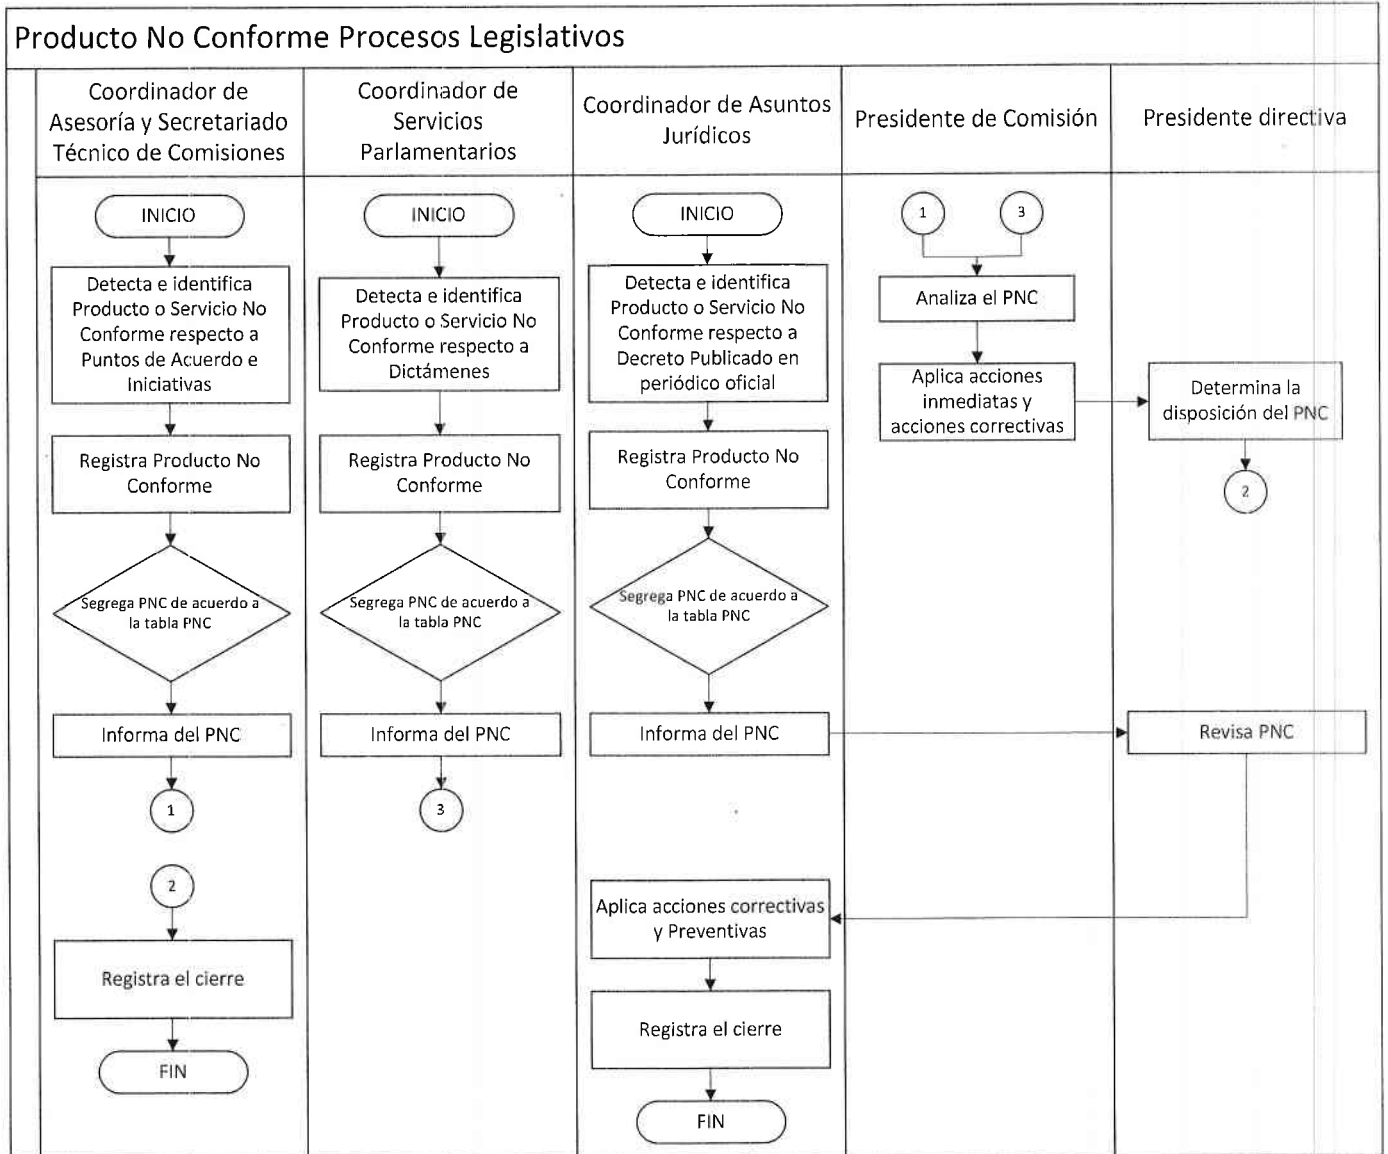 Producto No Conforme Procesos Legislativos
Coordinador de
Asesoría y Secretariado
Técnico de Comisiones
Coordinador de
Servicios
Parlamentarios
Coordinador de Asuntos
Jurídicos
Presidente de Comisión
Presidente directiva
INICIO
Detecta e identifica
Producto o Servicio No
Conforme respecto a
Puntos de Acuerdo e
Iniciativas
Registra Producto No
Conforme
Segrega PNC de acuerdo a
la tabla PNC
Informa del PNC
1
2
Registra el cierre
FIN
INICIO
Detecta e identifica
Producto o Servicio No
Conforme respecto a
Dictámenes
Registra Producto No
Conforme
Segrega PNC de acuerdo a
la tabla PNC
Informa del PNC
3
INICIO
Detecta e identifica
Producto o Servicio No
Conforme respecto a
Decreto Publicado en
periódico oficial
Registra Producto No
Conforme
Segrega PNC de acuerdo a
la tabla PNC
Informa del PNC
Aplica acciones correctivas
y Preventivas
Registra el cierre
FIN
1
3
Analiza el PNC
Aplica acciones
inmediatas y
acciones correctivas
Determina la
disposición del PNC
2
Revisa PNC